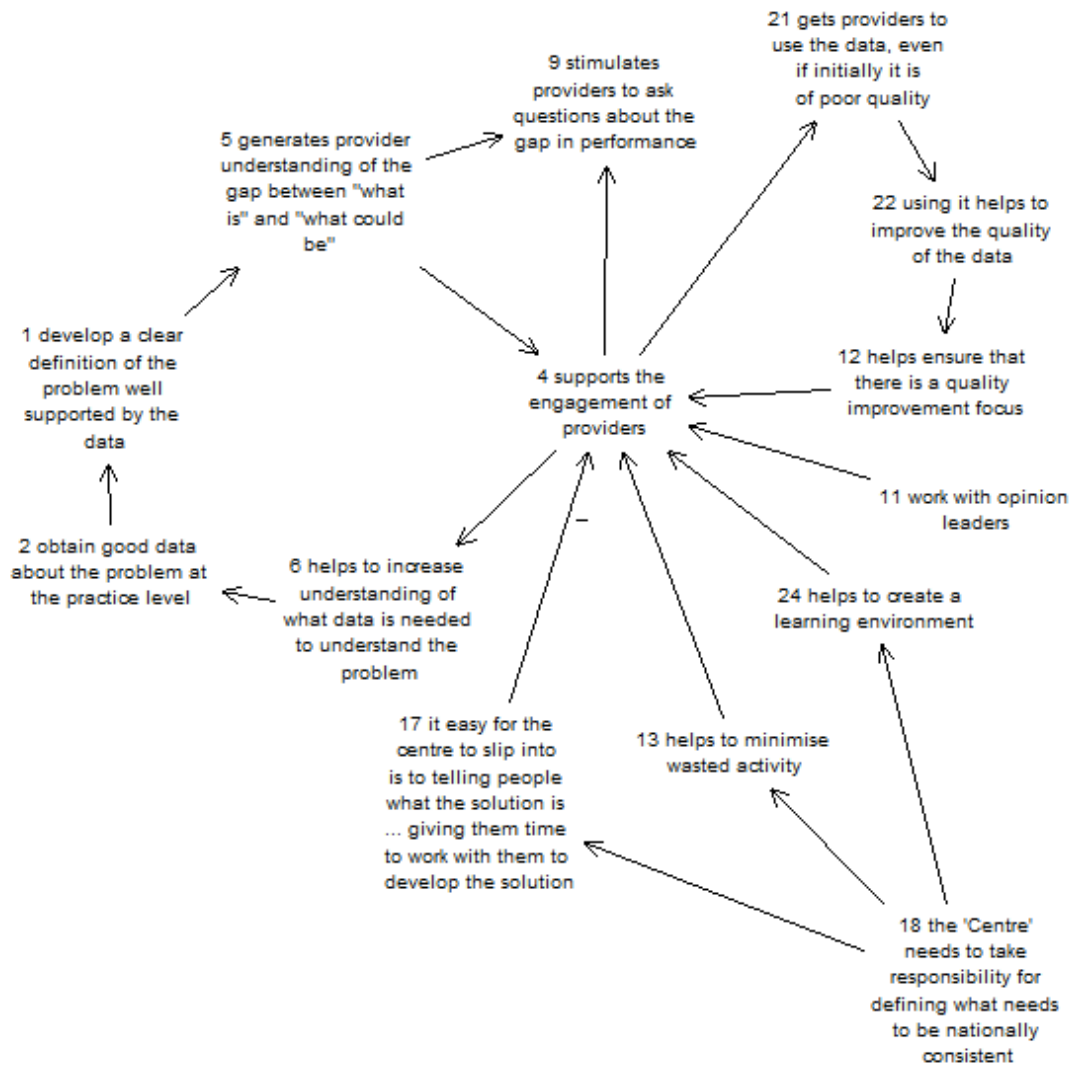 21 gets providers to
use the data, even
if initially it is
of poor quality
9 stimulates
providers to ask
questions about the
gap in performance
5 generates provider
understanding of the
gap between "what
is" and "what could
be"
22 using it helps to
improve the quality
of the data
1 develop a clear
definition of the
problem well
supported by the
data
12 helps ensure that
there is a quality
improvement focus
4 supports the
engagement of
providers
11 work with opinion
leaders
2 obtain good data
about the problem at
the practice level
6 helps to increase
understanding of
what data is needed
to understand the
problem
–
24 helps to create a
learning environment
17 it easy for the
centre to slip into
is to telling people
what the solution is
... giving them time
to work with them to
develop the solution
13 helps to minimise
wasted activity
18 the 'Centre'
needs to take
responsibility for
defining what needs
to be nationally
consistent